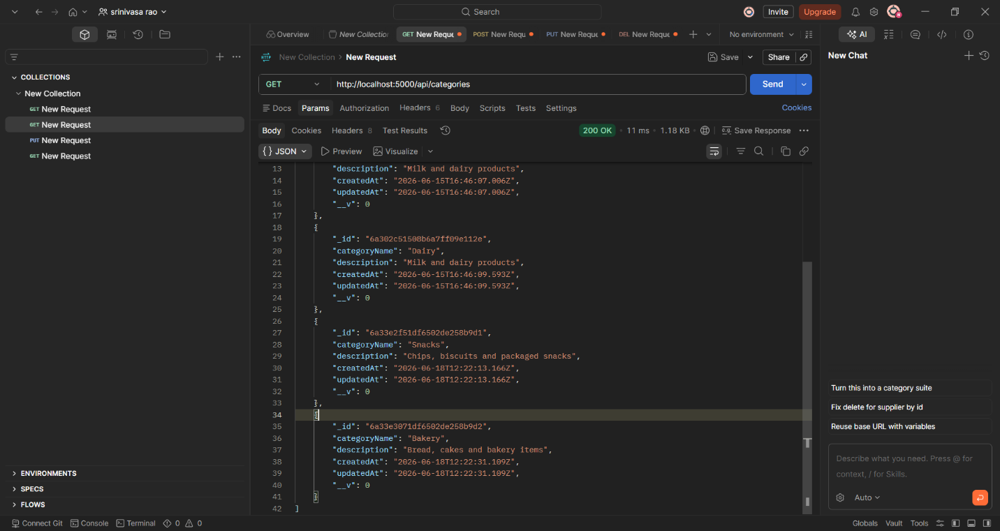 srinivasa rao
Search
Invite
Upgrade
Overview
New Collectio
GET New Reque
POST New Requ
PUT New Reque
DEL New Reque
No environment
AI
New Collection > New Request
Save
Share
New Chat
COLLECTIONS
New Collection
GET New Request
GET New Request
PUT New Request
GET New Request
GET
http://localhost:5000/api/categories
Send
Docs
Params
Authorization
Headers 6
Body
Scripts
Tests
Settings
Cookies
Body
Cookies
Headers 8
Test Results
200 OK
11 ms
1.18 KB
e.g. Save Response
{ } JSON
Preview
Visualize
13 "description": "Milk and dairy products",
14 "createdAt": "2026-06-15T16:46:07.006Z",
15 "updatedAt": "2026-06-15T16:46:07.006Z",
16 "__v": 0
17 },
18 {
19 "_id": "6a302c51508b6a7ff09e112e",
20 "categoryName": "Dairy",
21 "description": "Milk and dairy products",
22 "createdAt": "2026-06-15T16:46:09.593Z",
23 "updatedAt": "2026-06-15T16:46:09.593Z",
24 "__v": 0
25 },
26 {
27 "_id": "6a33e2f51df6502de258b9d1",
28 "categoryName": "Snacks",
29 "description": "Chips, biscuits and packaged snacks",
30 "createdAt": "2026-06-18T12:22:13.166Z",
31 "updatedAt": "2026-06-18T12:22:13.166Z",
32 "__v": 0
33 },
34 {
35 "_id": "6a33e3071df6502de258b9d2",
36 "categoryName": "Bakery",
37 "description": "Bread, cakes and bakery items",
38 "createdAt": "2026-06-18T12:22:31.109Z",
39 "updatedAt": "2026-06-18T12:22:31.109Z",
40 "__v": 0
41 }
42 ]
Turn this into a category suite
Fix delete for supplier by id
Reuse base URL with variables
Describe what you need. Press @ for
context, / for Skills.
Auto
ENVIRONMENTS
SPECS
FLOWS
Connect Git
Console
Terminal
0
0
Globals
Vault
Tools